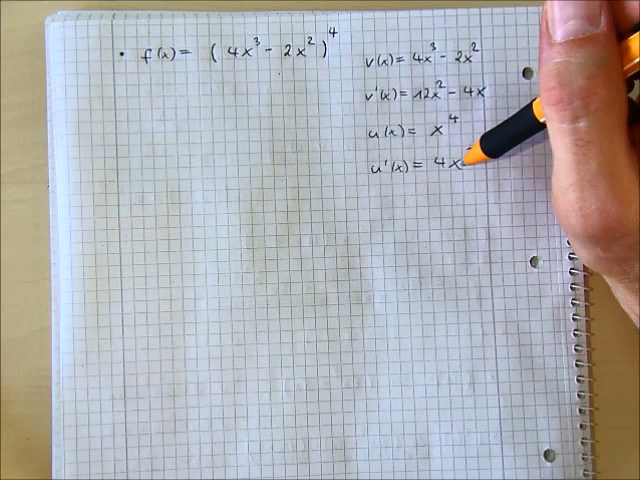 • f(x) = (4x³ - 2x²)⁴
v(x) = 4x³ - 2x²
v'(x) = 12x² - 4x
u(x) = x⁴
u'(x) = 4x